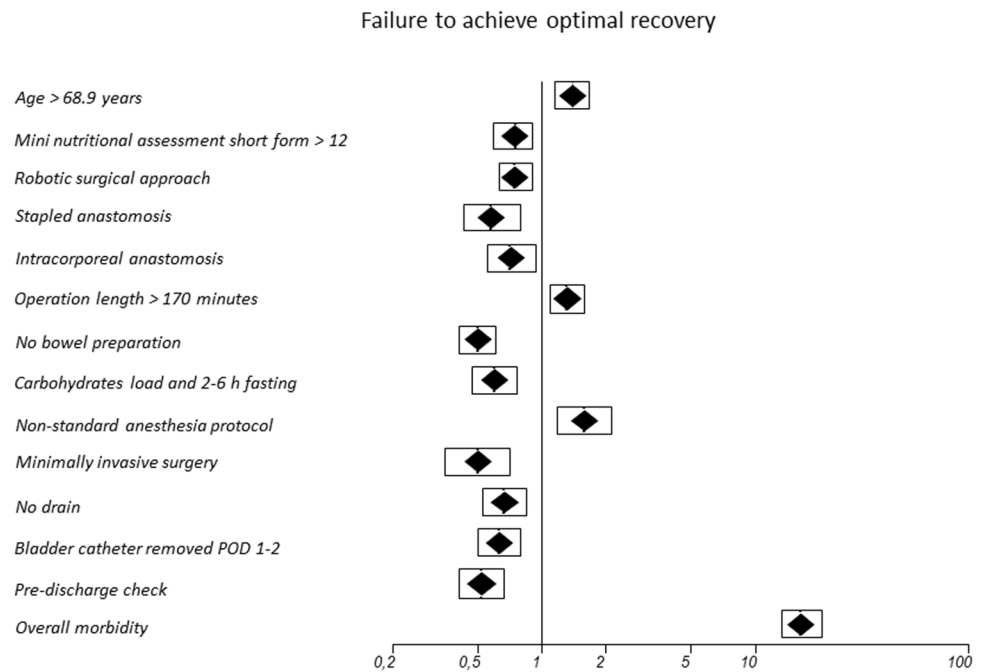 Failure to achieve optimal recovery
Age > 68.9 years
Mini nutritional assessment short form > 12
Robotic surgical approach
Stapled anastomosis
Intracorporeal anastomosis
Operation length > 170 minutes
No bowel preparation
Carbohydrates load and 2-6 h fasting
Non-standard anesthesia protocol
Minimally invasive surgery
No drain
Bladder catheter removed POD 1-2
Pre-discharge check
Overall morbidity
0,2 0,5 1 2 5 10 100